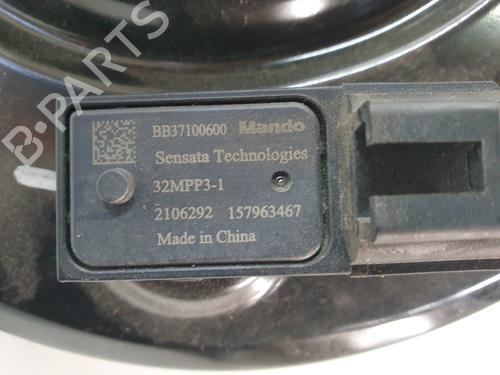 B-PARTS
BB37100600 Mando
Sensata Technologies
32MPP3-1
2106292 157963467
Made in China